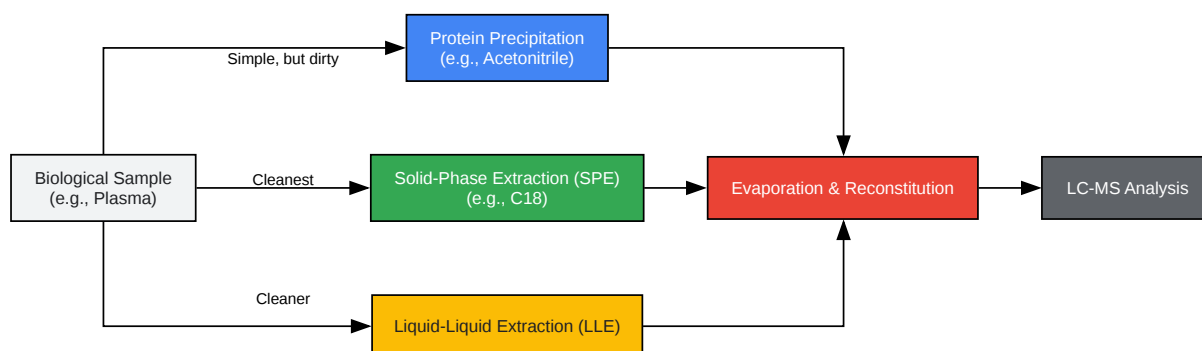 Protein Precipitation
(e.g., Acetonitrile)
Simple, but dirty
Biological Sample
(e.g., Plasma)
Cleanest
Solid-Phase Extraction (SPE)
(e.g., C18)
Evaporation & Reconstitution
LC-MS Analysis
Cleaner
Liquid-Liquid Extraction (LLE)